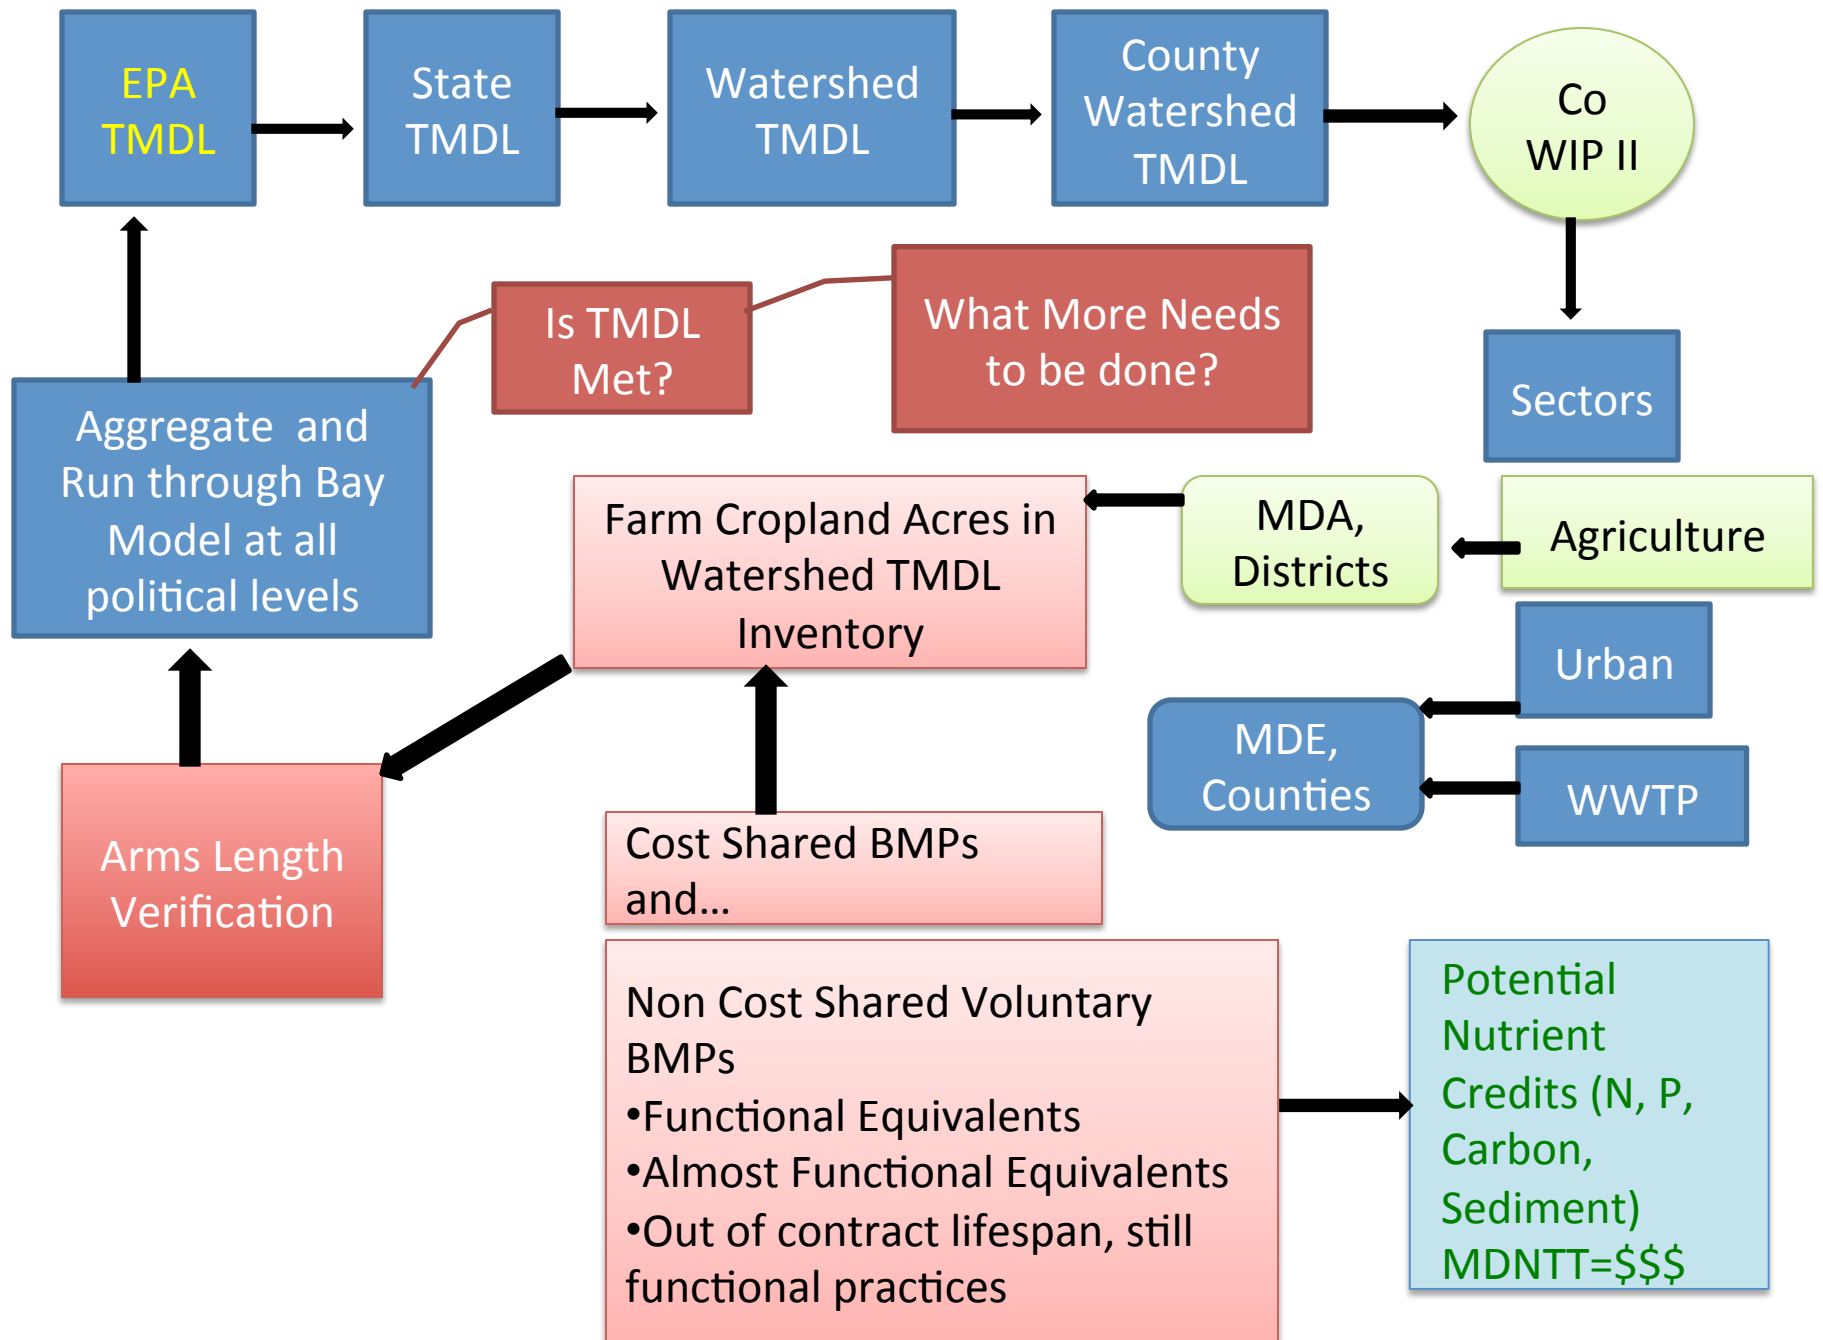 EPA
TMDL
State
TMDL
Watershed
TMDL
County
Watershed
TMDL
Co
WIP II
Is TMDL
Met?
What More Needs
to be done?
Sectors
Aggregate and
Run through Bay
Model at all
political levels
Farm Cropland Acres in
Watershed TMDL
Inventory
MDA,
Districts
Agriculture
Urban
MDE,
Counties
WWTP
Arms Length
Verification
Cost Shared BMPs
and...
Non Cost Shared Voluntary
BMPs
•Functional Equivalents
•Almost Functional Equivalents
•Out of contract lifespan, still
functional practices
Potential
Nutrient
Credits (N, P,
Carbon,
Sediment)
MDNTT=$$$